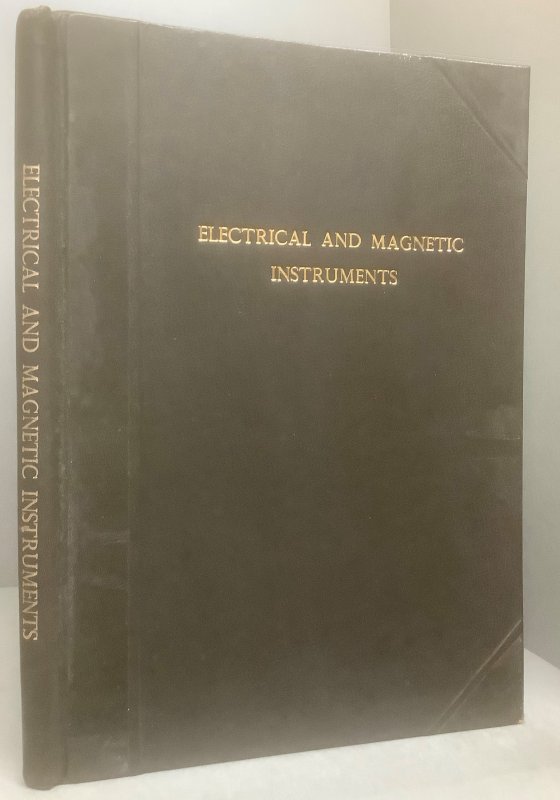 ELECTRICAL AND MAGNETIC INSTRUMENTS
ELECTRICAL AND MAGNETIC
INSTRUMENTS